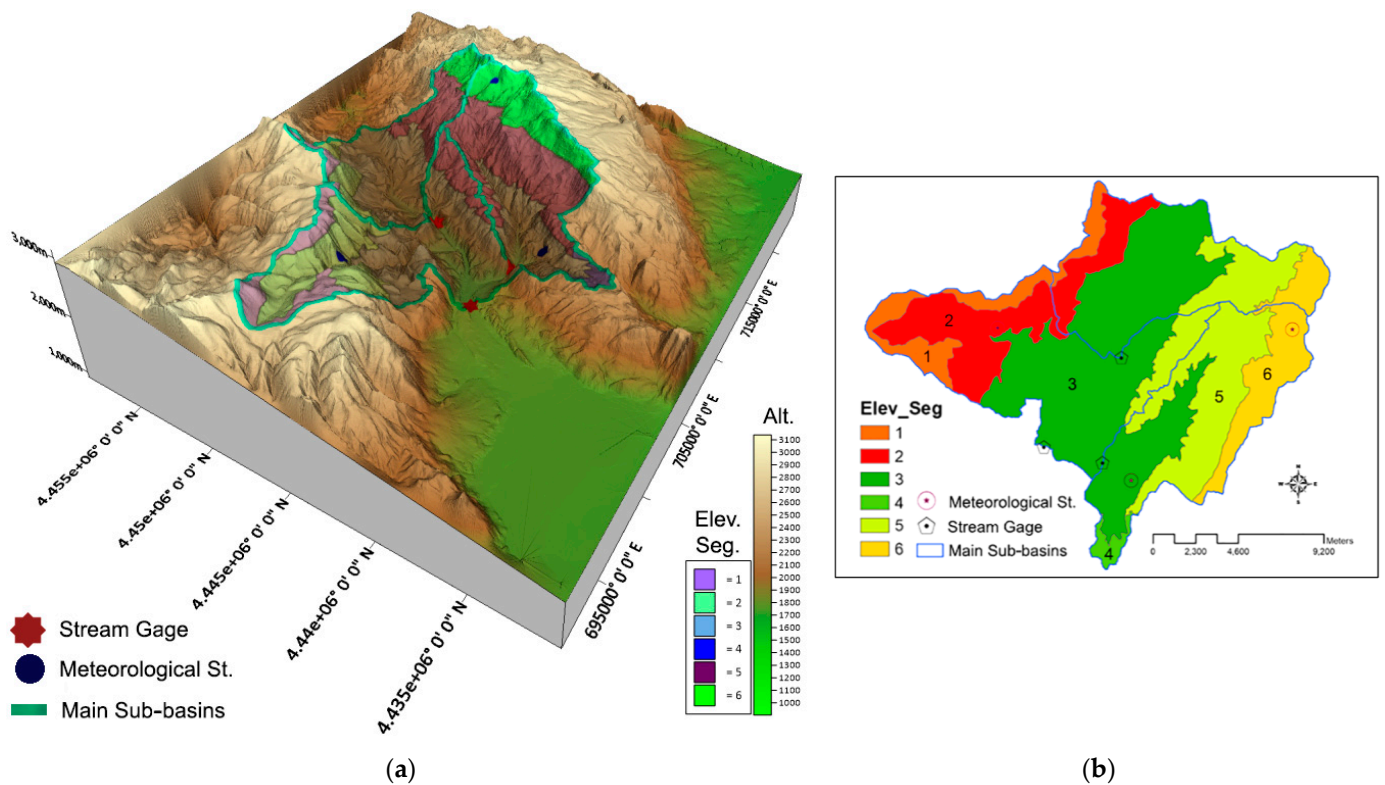 3,000m
2,000m
1,000m
4.455e+06° 0' 0" N
4.45e+06° 0' 0" N
4.445e+06° 0' 0" N
4.44e+06° 0' 0" N
4.435e+06° 0' 0" N
695000° 0' 0" E
705000° 0' 0" E
715000° 0' 0" E
Alt.
3100
3000
2900
2800
2700
2600
2500
2400
2300
2200
2100
2000
1900
1800
1700
1600
1500
1400
1300
1200
1100
1000
Elev.
Seg.
= 1
= 2
= 3
= 4
= 5
= 6
Stream Gage
Meteorological St.
Main Sub-basins
(a)
2
1
3
6
5
4
Elev_Seg
1
2
3
4
5
6
Meteorological St.
Stream Gage
Main Sub-basins
N
W E
S
Meters
0 2,300 4,600 9,200
(b)